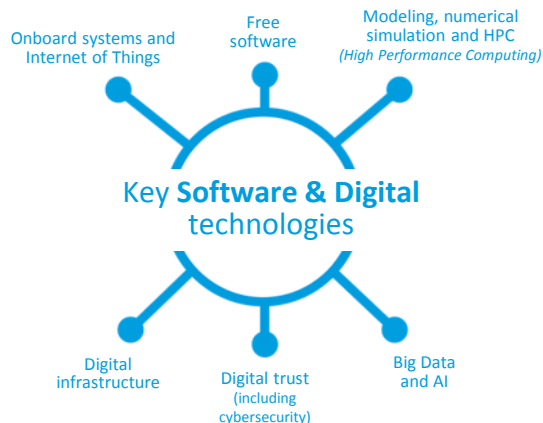 Onboard systems and
Internet of Things
Free
software
Modeling, numerical
simulation and HPC
(High Performance Computing)
Key Software & Digital
technologies
Digital
infrastructure
Digital trust
(including
cybersecurity)
Big Data
and AI